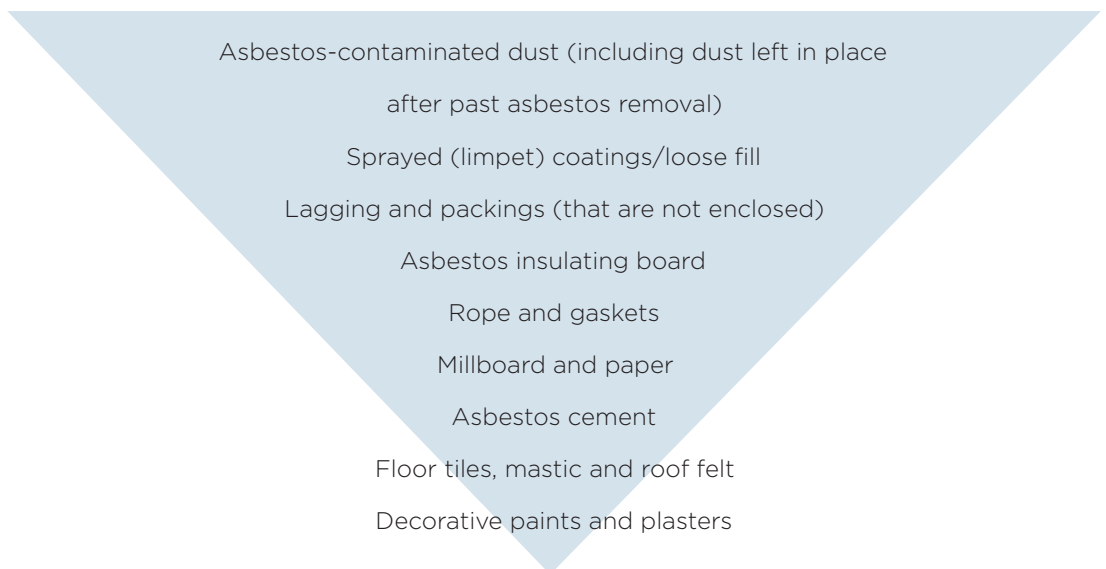 Asbestos-contaminated dust (including dust left in place
after past asbestos removal)
Sprayed (limpet) coatings/loose fill
Lagging and packings (that are not enclosed)
Asbestos insulating board
Rope and gaskets
Millboard and paper
Asbestos cement
Floor tiles, mastic and roof felt
Decorative paints and plasters